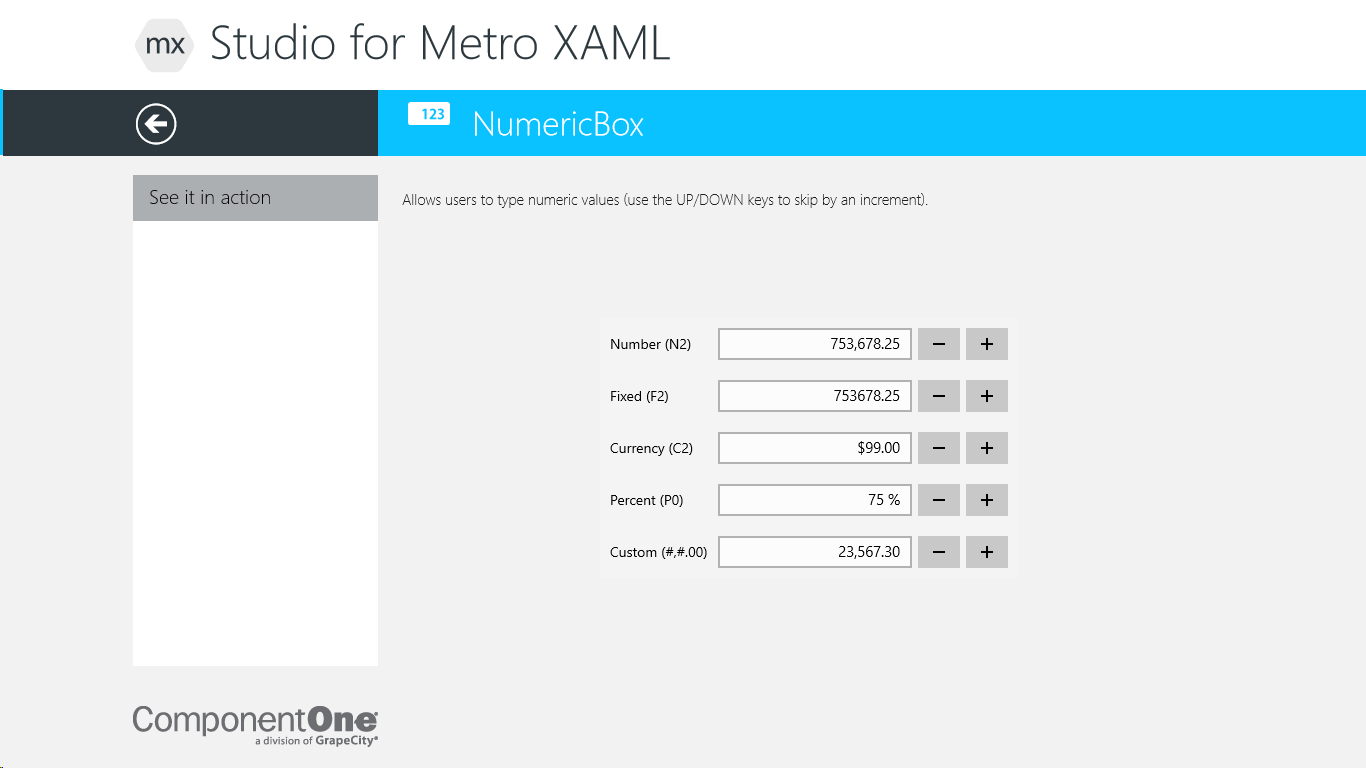 mx Studio for Metro XAML
123 NumericBox
See it in action
Allows users to type numeric values (use the UP/DOWN keys to skip by an increment).
Number (N2) 753,678.25 − +
Fixed (F2) 753678.25 − +
Currency (C2) $99.00 − +
Percent (P0) 75 % − +
Custom (#,#.00) 23,567.30 − +
ComponentOne
a division of GrapeCity®